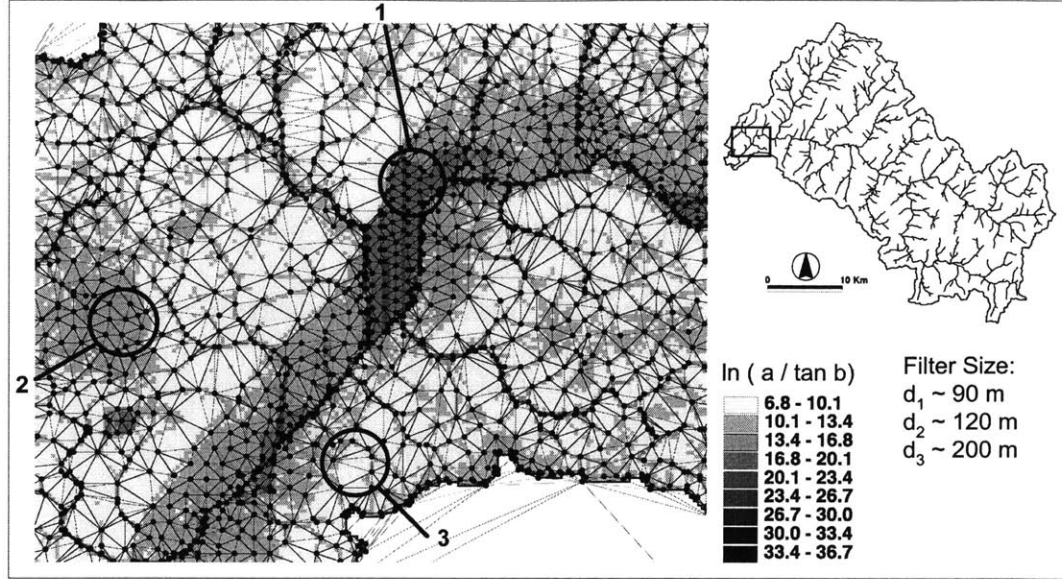 1
2
3
0 10 Km
ln ( a / tan b)
6.8 - 10.1
10.1 - 13.4
13.4 - 16.8
16.8 - 20.1
20.1 - 23.4
23.4 - 26.7
26.7 - 30.0
30.0 - 33.4
33.4 - 36.7
Filter Size:
d₁ ~ 90 m
d₂ ~ 120 m
d₃ ~ 200 m